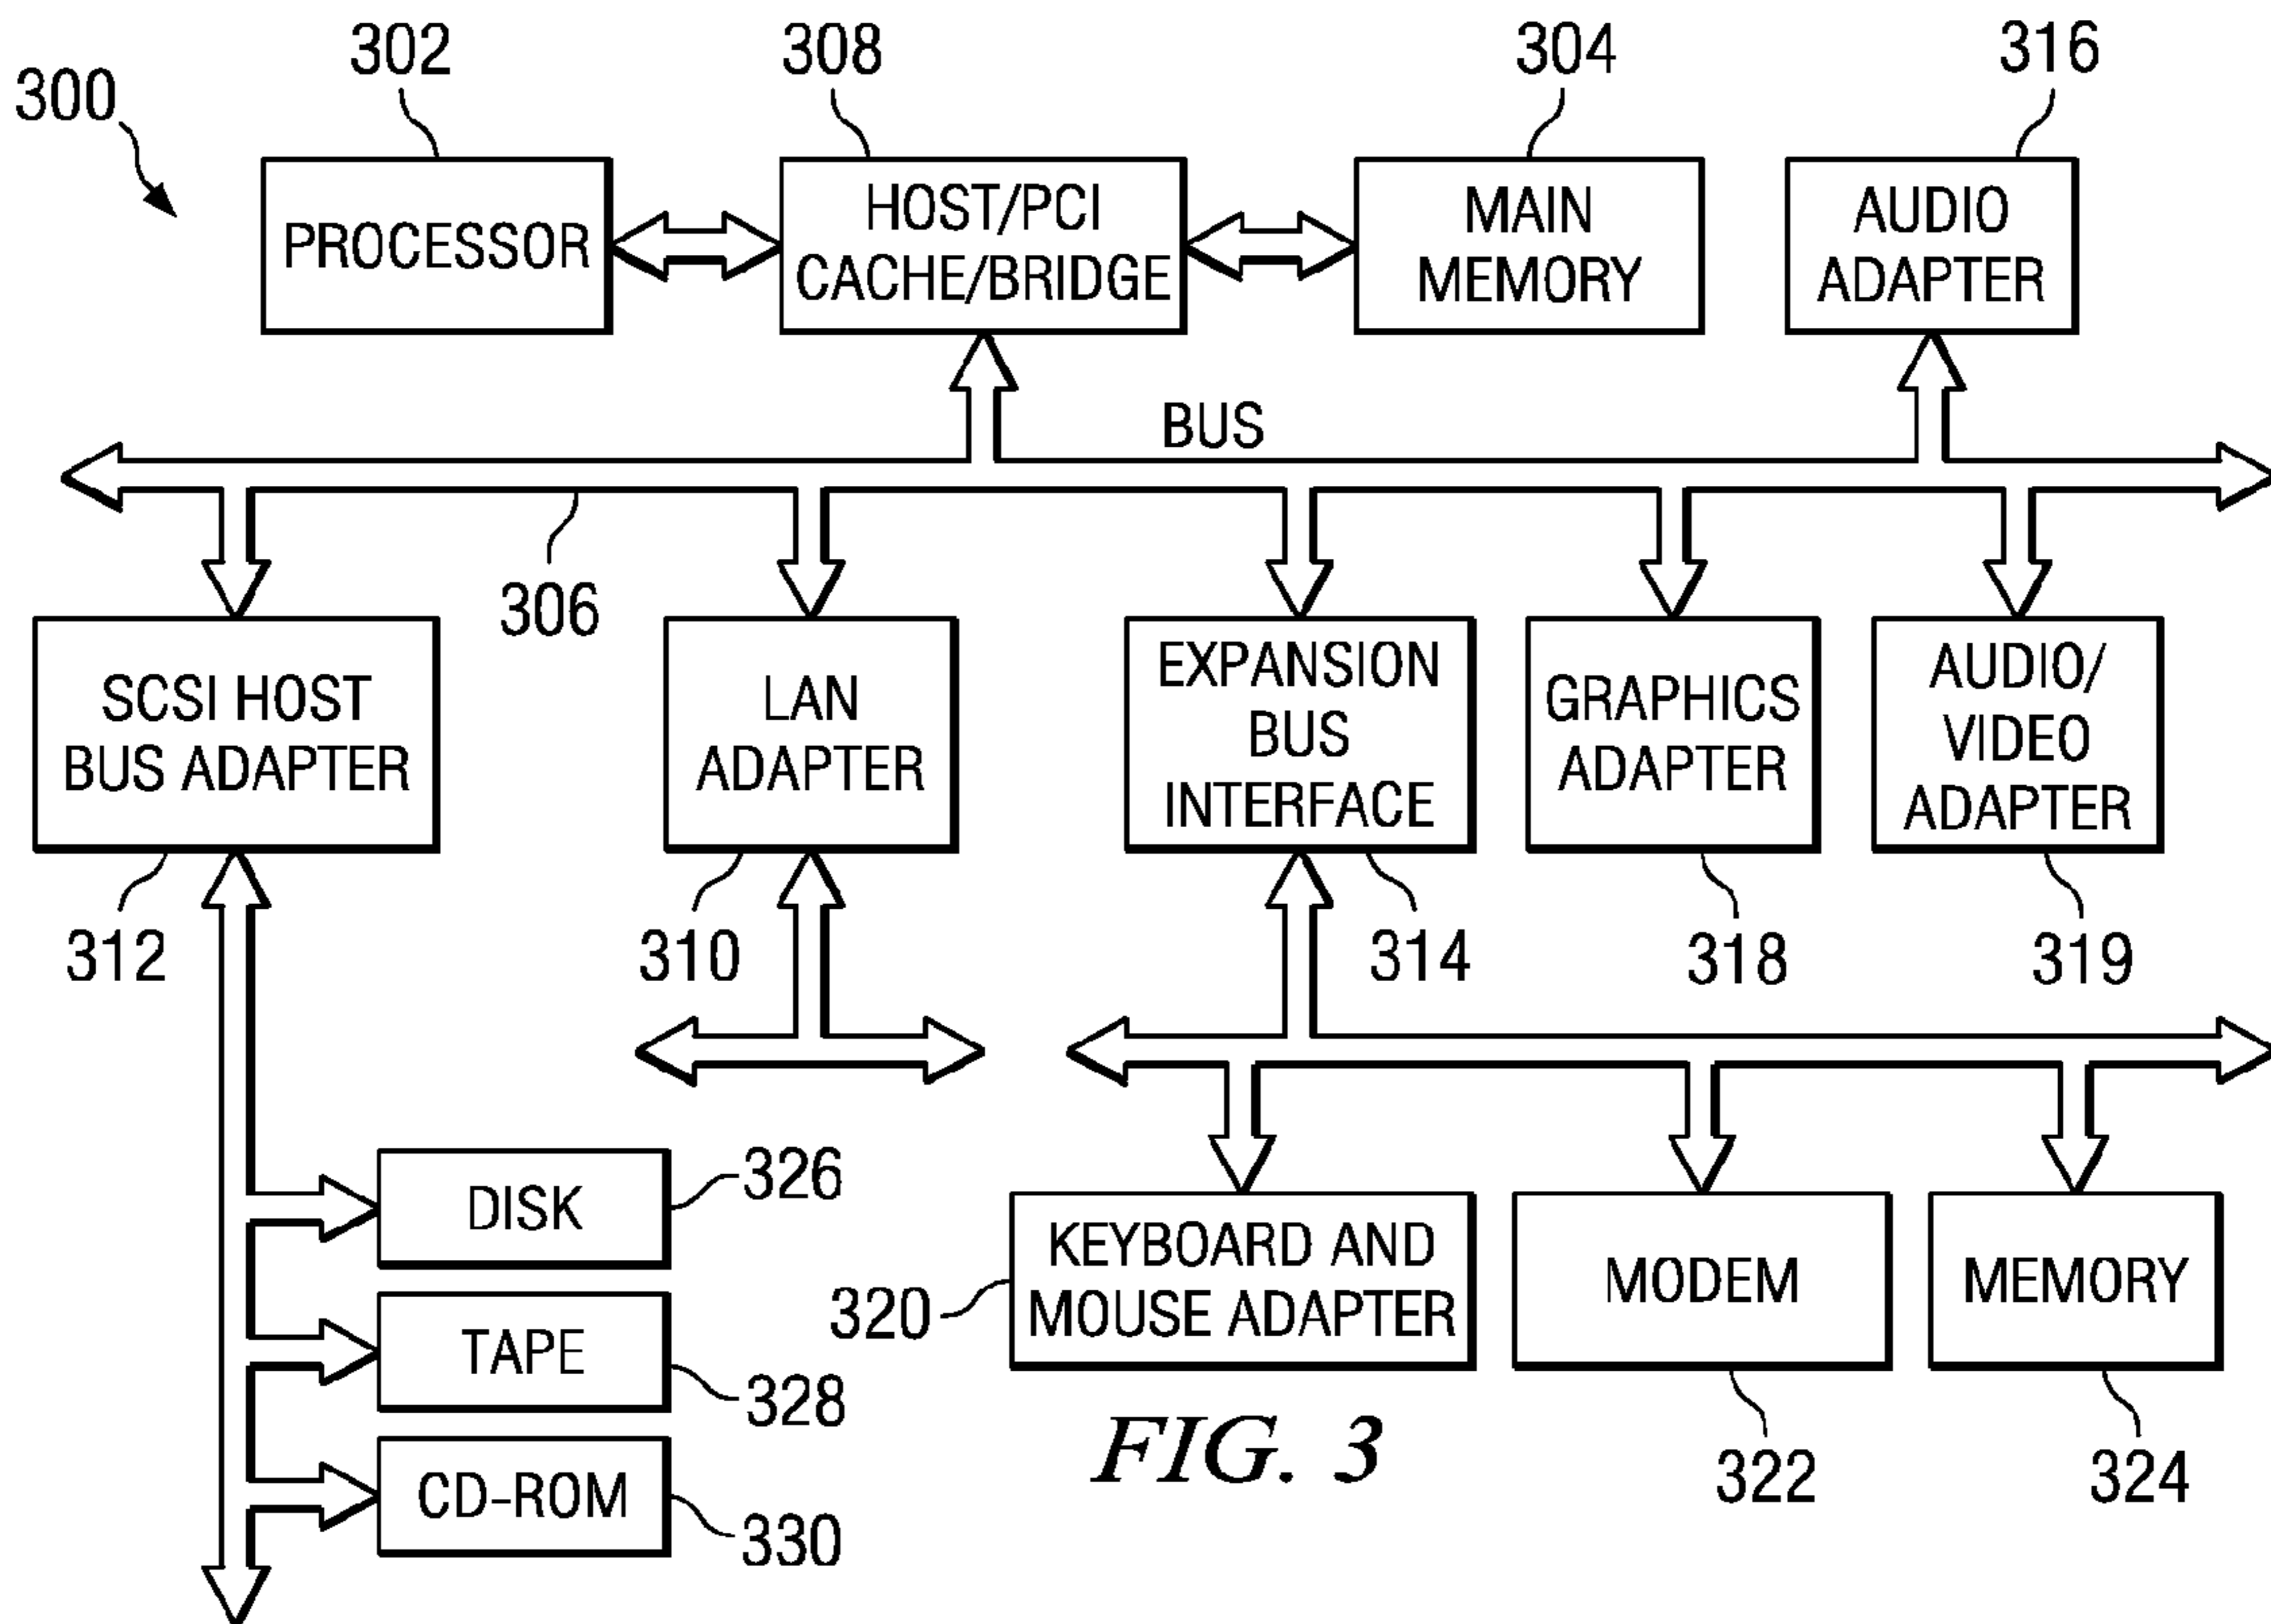 300
302
308
304
316
PROCESSOR
HOST/PCI
CACHE/BRIDGE
MAIN
MEMORY
AUDIO
ADAPTER
BUS
306
SCSI HOST
BUS ADAPTER
LAN
ADAPTER
EXPANSION
BUS
INTERFACE
GRAPHICS
ADAPTER
AUDIO/
VIDEO
ADAPTER
312
310
314
318
319
DISK
326
TAPE
328
CD-ROM
330
320
KEYBOARD AND
MOUSE ADAPTER
MODEM
MEMORY
322
324
FIG. 3